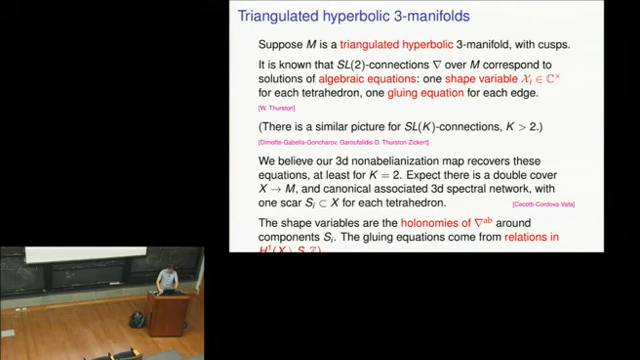 Triangulated hyperbolic 3-manifolds
Suppose M is a triangulated hyperbolic 3-manifold, with cusps.
It is known that SL(2)-connections ∇ over M correspond to
solutions of algebraic equations: one shape variable 𝒳ᵢ ∈ ℂ×
for each tetrahedron, one gluing equation for each edge.
[W. Thurston]
(There is a similar picture for SL(K)-connections, K > 2.)
[Dimofte-Gabella-Goncharov, Garoufalidis-D. Thurston-Zickert]
We believe our 3d nonabelianization map recovers these
equations, at least for K = 2. Expect there is a double cover
X → M, and canonical associated 3d spectral network, with
one scar Sᵢ ⊂ X for each tetrahedron.
[Cecotti-Cordova-Vafa]
The shape variables are the holonomies of ∇ᵃᵇ around
components Sᵢ. The gluing equations come from relations in
H¹(X \ S, ℤ)